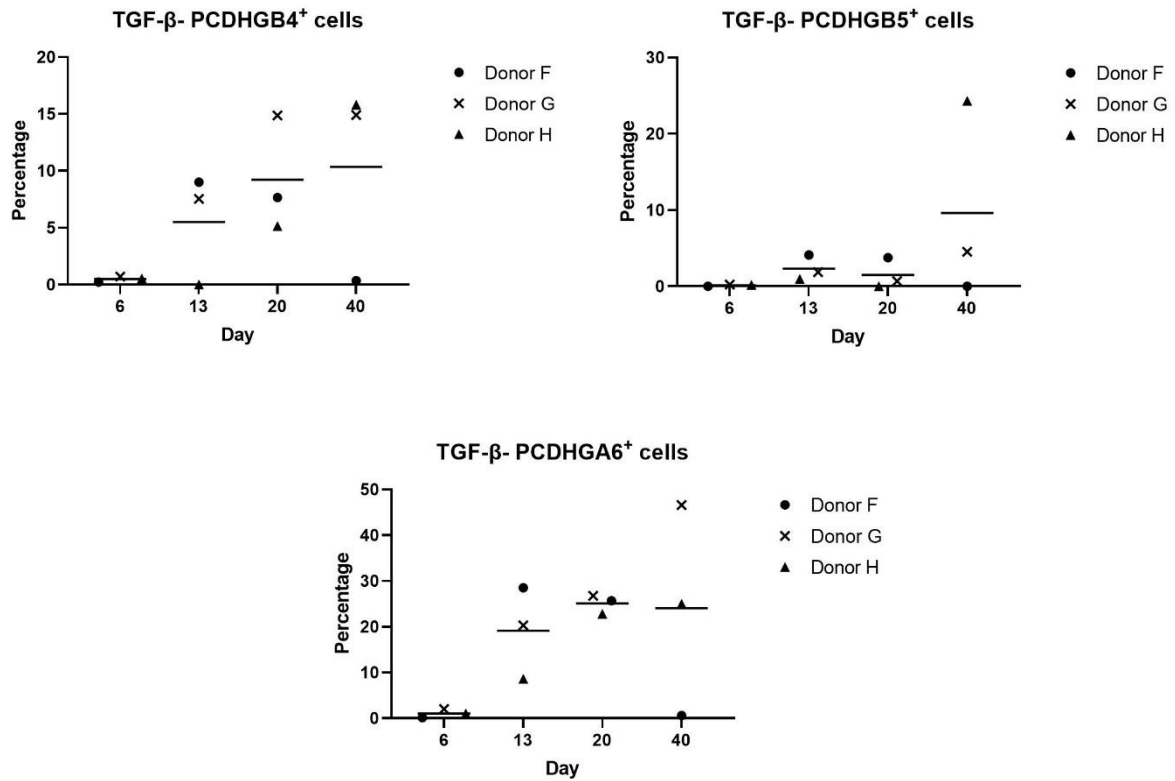 TGF-β- PCDHGB4⁺ cells
20
15
10
5
0
Percentage
6 13 20 40
Day
Donor F
Donor G
Donor H
TGF-β- PCDHGB5⁺ cells
30
20
10
0
Percentage
6 13 20 40
Day
Donor F
Donor G
Donor H
TGF-β- PCDHGA6⁺ cells
50
40
30
20
10
0
Percentage
6 13 20 40
Day
Donor F
Donor G
Donor H